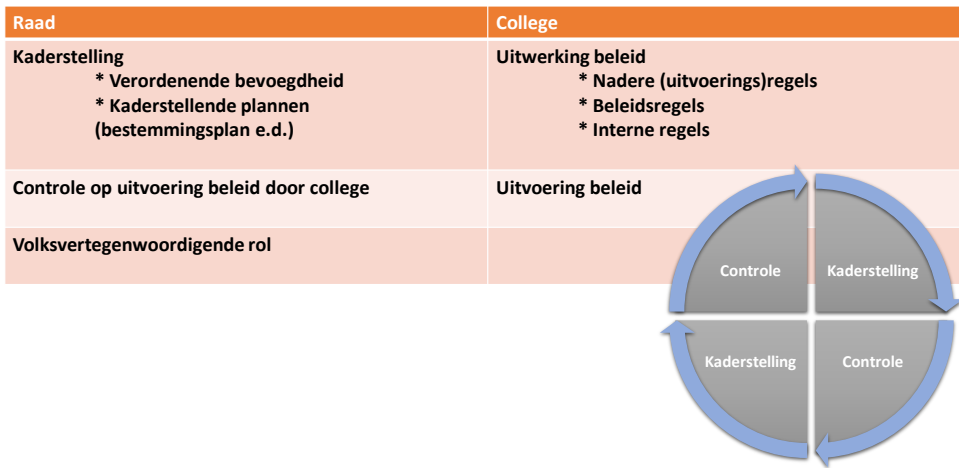 Raad
College
Kaderstelling
* Verordenende bevoegdheid
* Kaderstellende plannen
(bestemmingsplan e.d.)
Uitwerking beleid
* Nadere (uitvoerings)regels
* Beleidsregels
* Interne regels
Controle op uitvoering beleid door college
Uitvoering beleid
Volksvertegenwoordigende rol
Controle
Kaderstelling
Kaderstelling
Controle